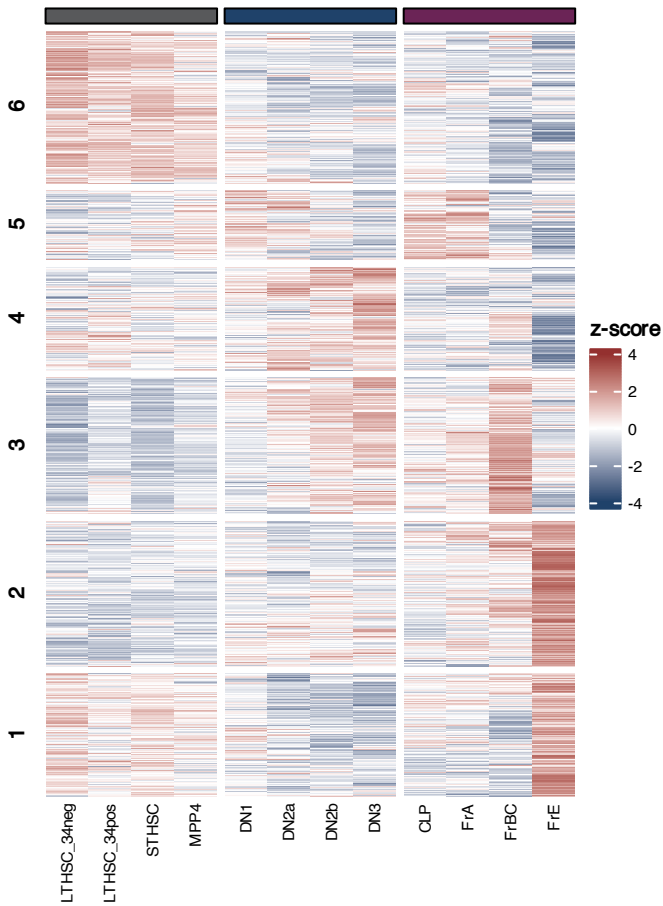 6
5
4
3
2
1
z-score
4
2
0
-2
-4
LTHSC_34neg
LTHSC_34pos
STHSC
MPP4
DN1
DN2a
DN2b
DN3
CLP
FrA
FrBC
FrE